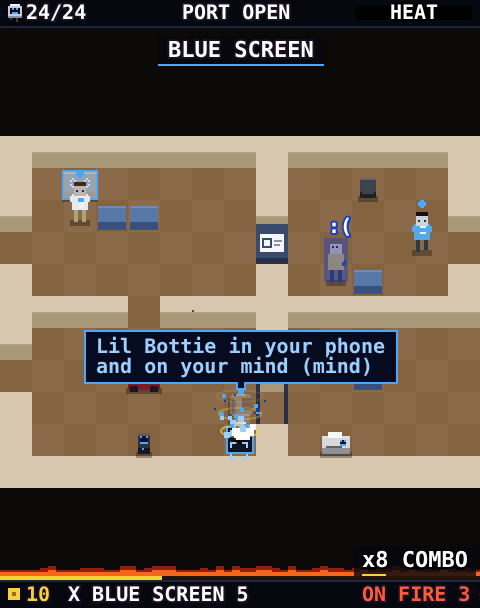 24/24 PORT OPEN HEAT
BLUE SCREEN
:(
Lil Bottie in your phone
and on your mind (mind)
x8 COMBO
10 X BLUE SCREEN 5 ON FIRE 3